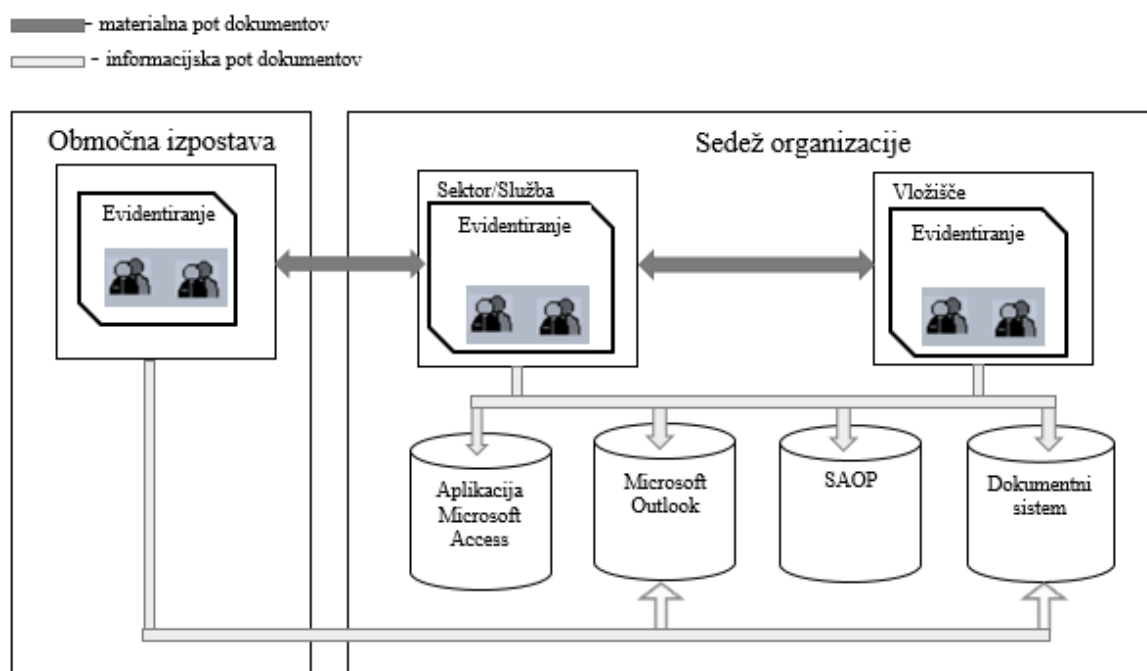 - materialna pot dokumentov
- informacijska pot dokumentov
Območna izpostava
Evidentiranje
Sedež organizacije
Sektor/Služba
Evidentiranje
Vložišče
Evidentiranje
Aplikacija
Microsoft
Access
Microsoft
Outlook
SAOP
Dokumentni
sistem